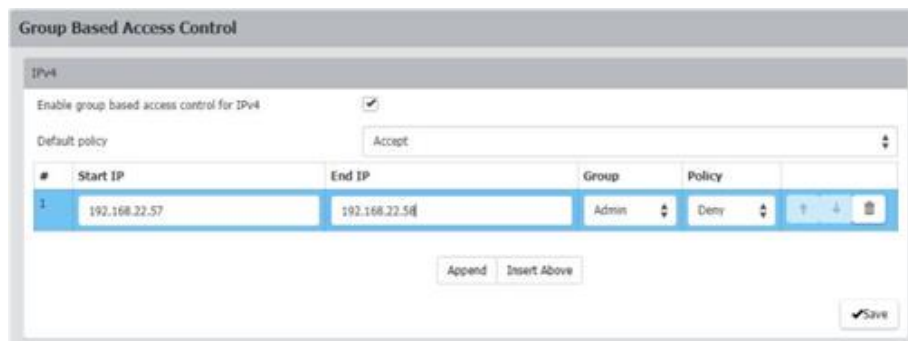 Group Based Access Control
IPv4
Enable group based access control for IPv4
Default policy Accept
# Start IP End IP Group Policy
1 192.168.22.57 192.168.22.58 Admin Deny
Append Insert Above
Save